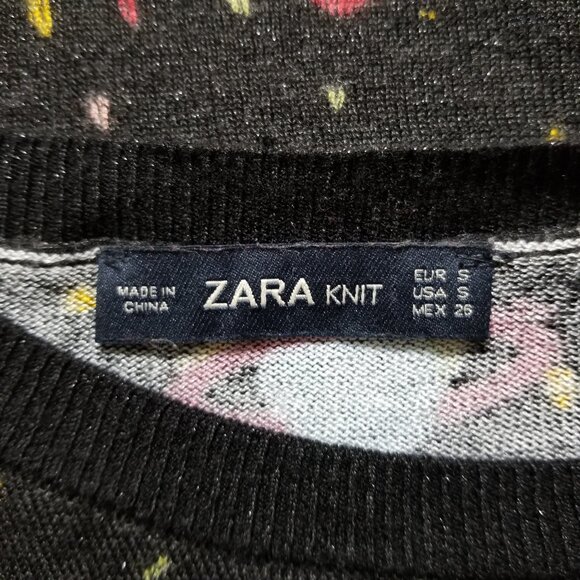 MADE IN
CHINA
ZARA KNIT
EUR S
USA S
MEX 26